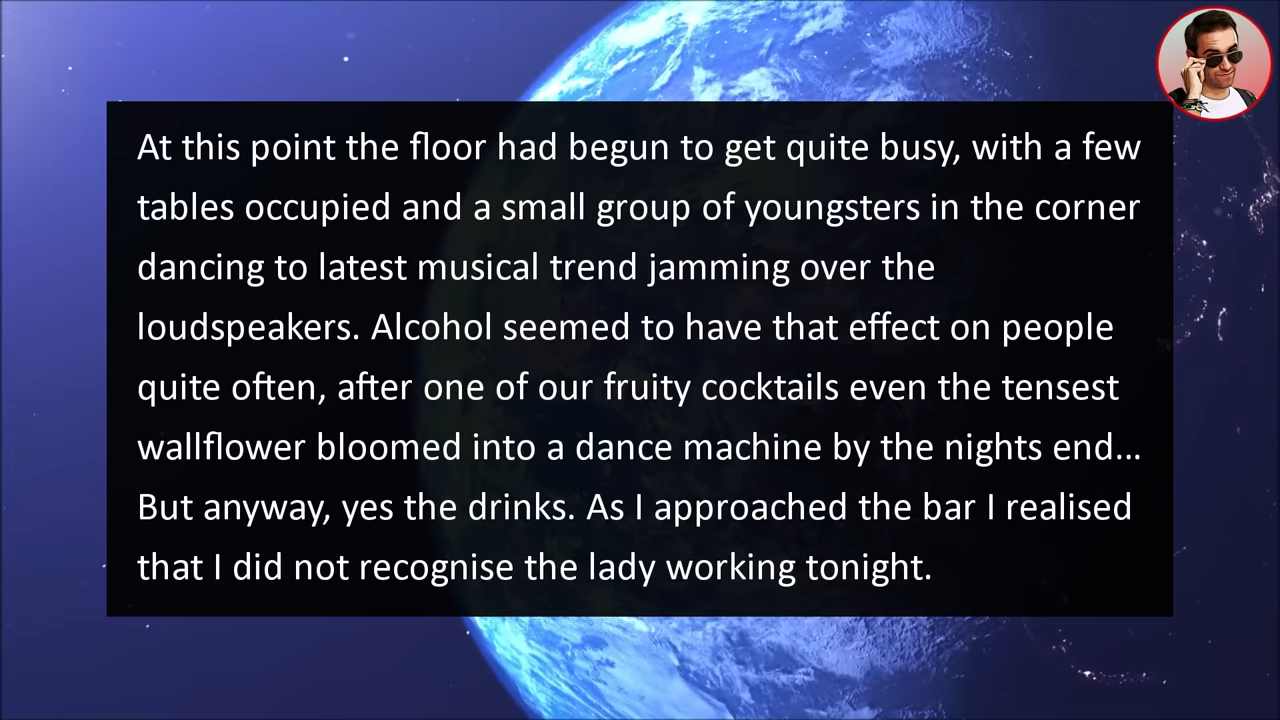 At this point the floor had begun to get quite busy, with a few
tables occupied and a small group of youngsters in the corner
dancing to latest musical trend jamming over the
loudspeakers. Alcohol seemed to have that effect on people
quite often, after one of our fruity cocktails even the tensest
wallflower bloomed into a dance machine by the nights end...
But anyway, yes the drinks. As I approached the bar I realised
that I did not recognise the lady working tonight.